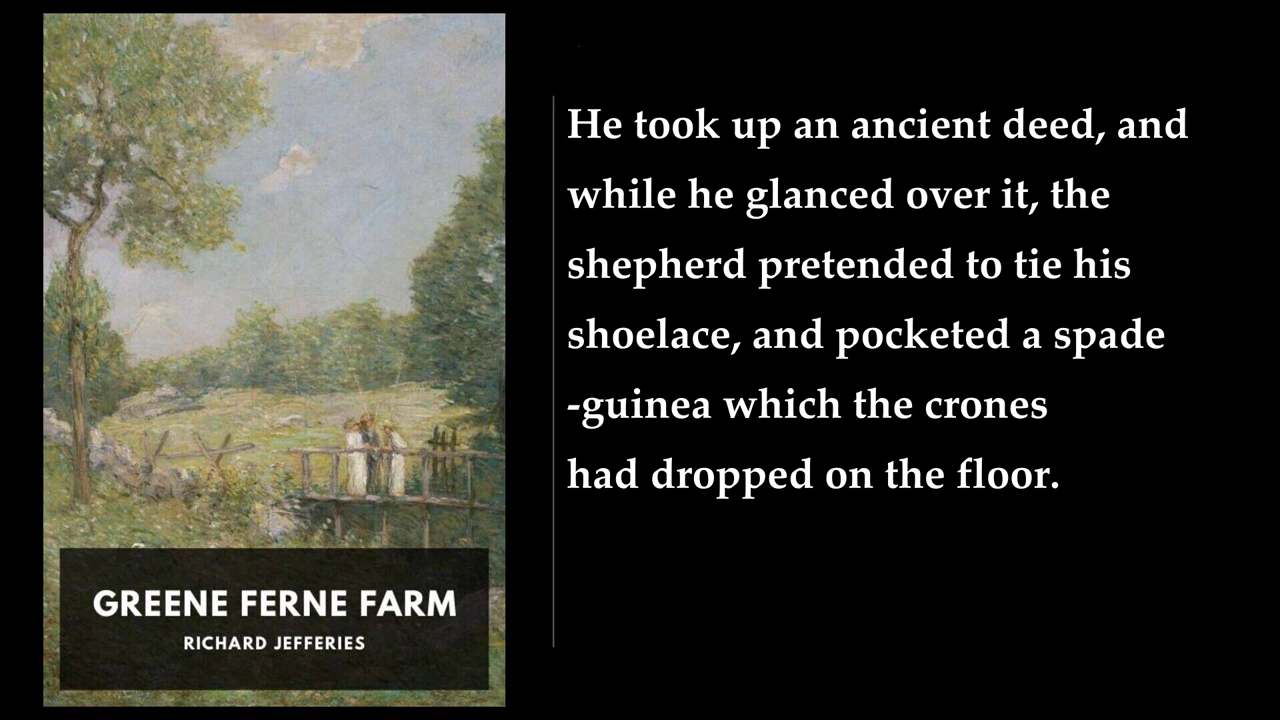 He took up an ancient deed, and
while he glanced over it, the
shepherd pretended to tie his
shoelace, and pocketed a spade
-guinea which the crones
had dropped on the floor.
GREENE FERNE FARM
RICHARD JEFFERIES